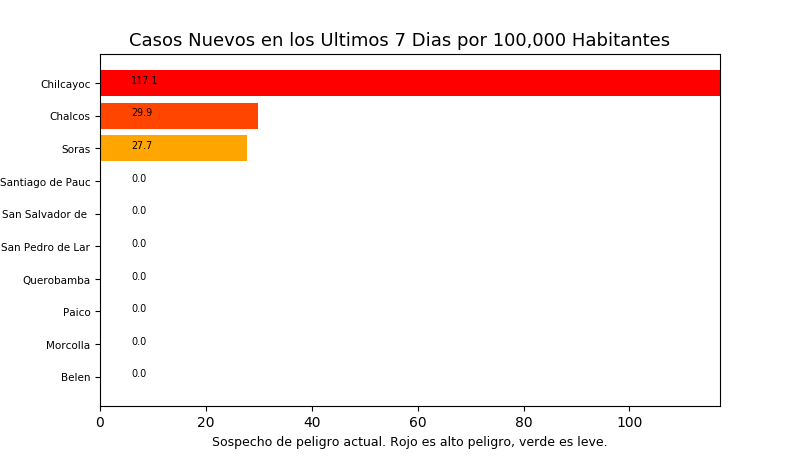 Casos Nuevos en los Ultimos 7 Dias por 100,000 Habitantes
Chilcayoc 117.1
Chalcos 29.9
Soras 27.7
Santiago de Pauc 0.0
San Salvador de 0.0
San Pedro de Lar 0.0
Querobamba 0.0
Paico 0.0
Morcolla 0.0
Belen 0.0
0 20 40 60 80 100
Sospecho de peligro actual. Rojo es alto peligro, verde es leve.